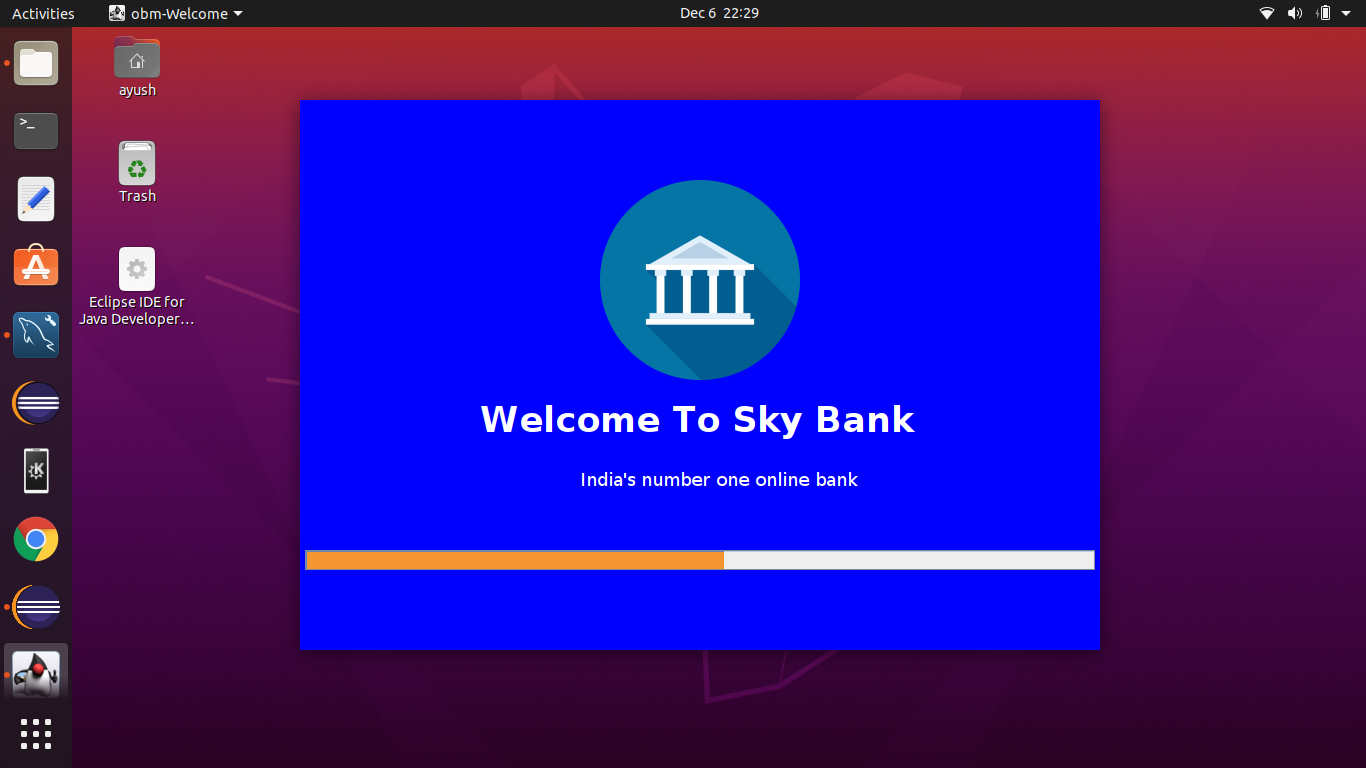 Activities
obm-Welcome
Dec 6 22:29
ayush
Trash
Eclipse IDE for
Java Developer…
>_
K
Welcome To Sky Bank
India's number one online bank